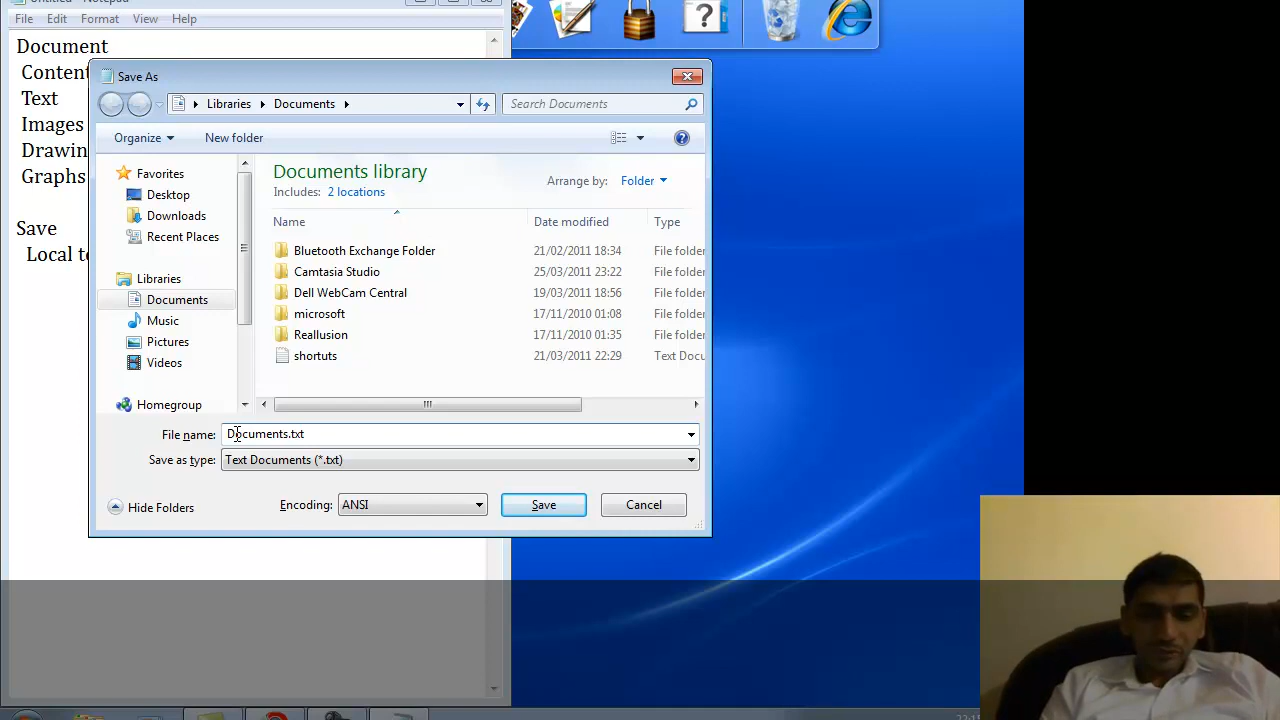 Untitled - Notepad
File Edit Format View Help
Document
Content
Text
Images
Drawin
Graphs
Save
Local te
Save As
Libraries Documents
Search Documents
Organize
New folder
Favorites
Desktop
Downloads
Recent Places
Libraries
Documents
Music
Pictures
Videos
Homegroup
Documents library
Includes: 2 locations
Arrange by: Folder
Name Date modified Type
Bluetooth Exchange Folder 21/02/2011 18:34 File folder
Camtasia Studio 25/03/2011 23:22 File folder
Dell WebCam Central 19/03/2011 18:56 File folder
microsoft 17/11/2010 01:08 File folder
Reallusion 17/11/2010 01:35 File folder
shortuts 21/03/2011 22:29 Text Docu
File name: Documents.txt
Save as type: Text Documents (*.txt)
Hide Folders
Encoding: ANSI
Save
Cancel